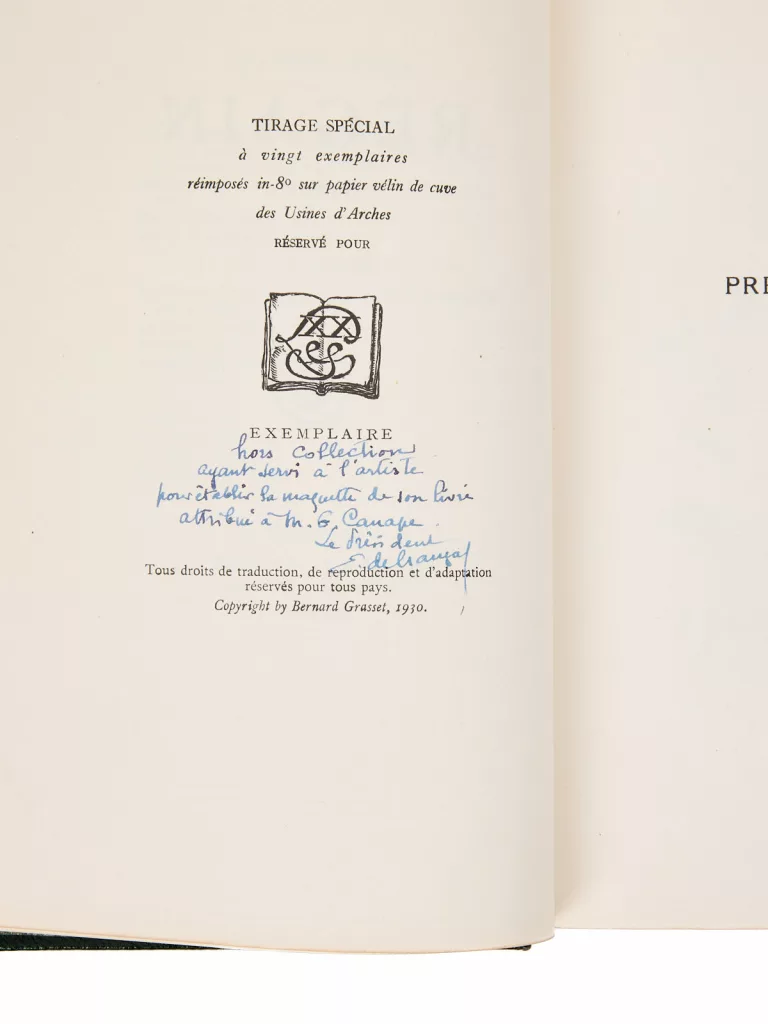 TIRAGE SPÉCIAL
à vingt exemplaires
réimposés in-8º sur papier vélin de cuve
des Usines d'Arches
RÉSERVÉ POUR
XX
EXEMPLAIRE
hors collection
ayant servi à l'artiste
pour établir la maquette de son livre
attribué à M. G. Canape.
Le Président
Tous droits de traduction, de reproduction et d'adaptation
réservés pour tous pays.
Copyright by Bernard Grasset, 1930.
PRE